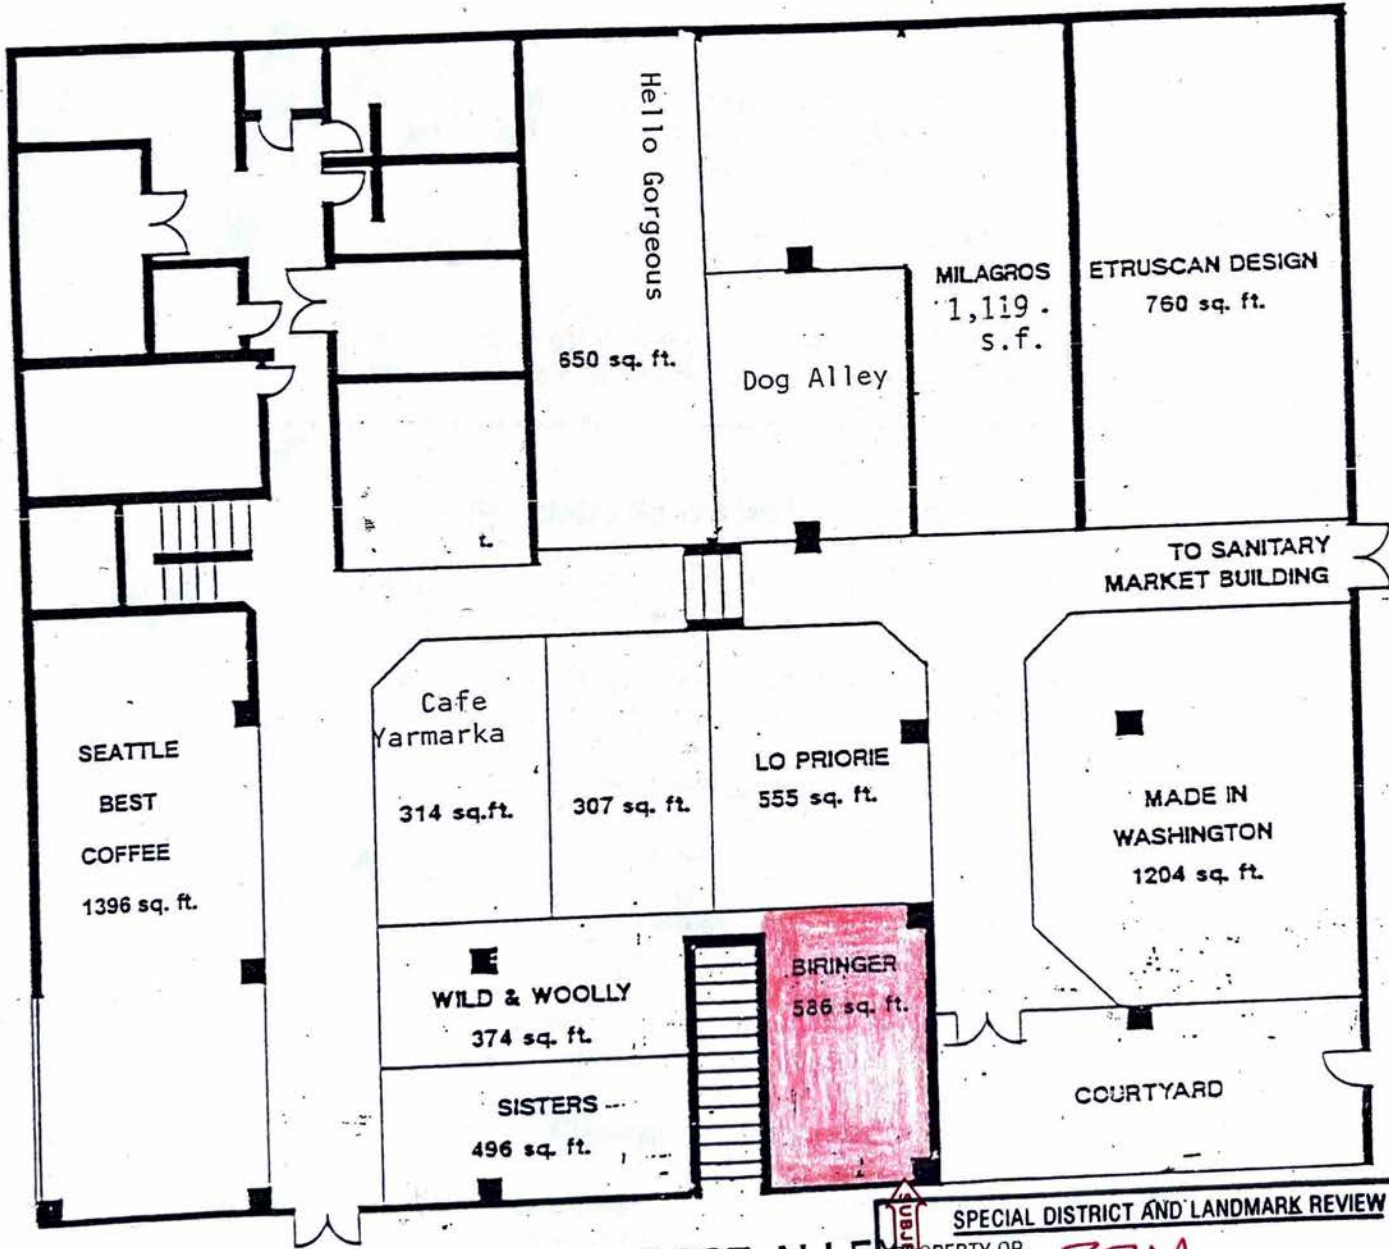 Hello Gorgeous
650 sq. ft.
Dog Alley
MILAGROS
1,119
s.f.
ETRUSCAN DESIGN
760 sq. ft.
t.
TO SANITARY
MARKET BUILDING
SEATTLE
BEST
COFFEE
1396 sq. ft.
Cafe
Yarmarka
314 sq.ft.
307 sq. ft.
LO PRIORIE
555 sq. ft.
MADE IN
WASHINGTON
1204 sq. ft.
WILD & WOOLLY
374 sq. ft.
BIRINGER
586 sq. ft.
SISTERS
496 sq. ft.
COURTYARD
SPECIAL DISTRICT AND LANDMARK REVIEW